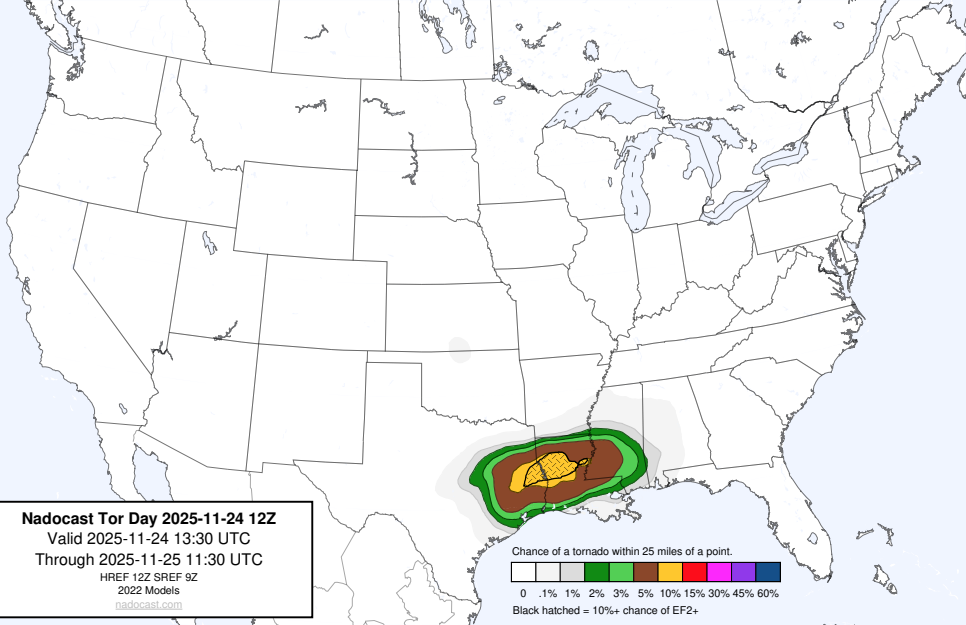 Nadocast Tor Day 2025-11-24 12Z
Valid 2025-11-24 13:30 UTC
Through 2025-11-25 11:30 UTC
HREF 12Z SREF 9Z
2022 Models
nadocast.com
Chance of a tornado within 25 miles of a point.
0 .1% 1% 2% 3% 5% 10% 15% 30% 45% 60%
Black hatched = 10%+ chance of EF2+